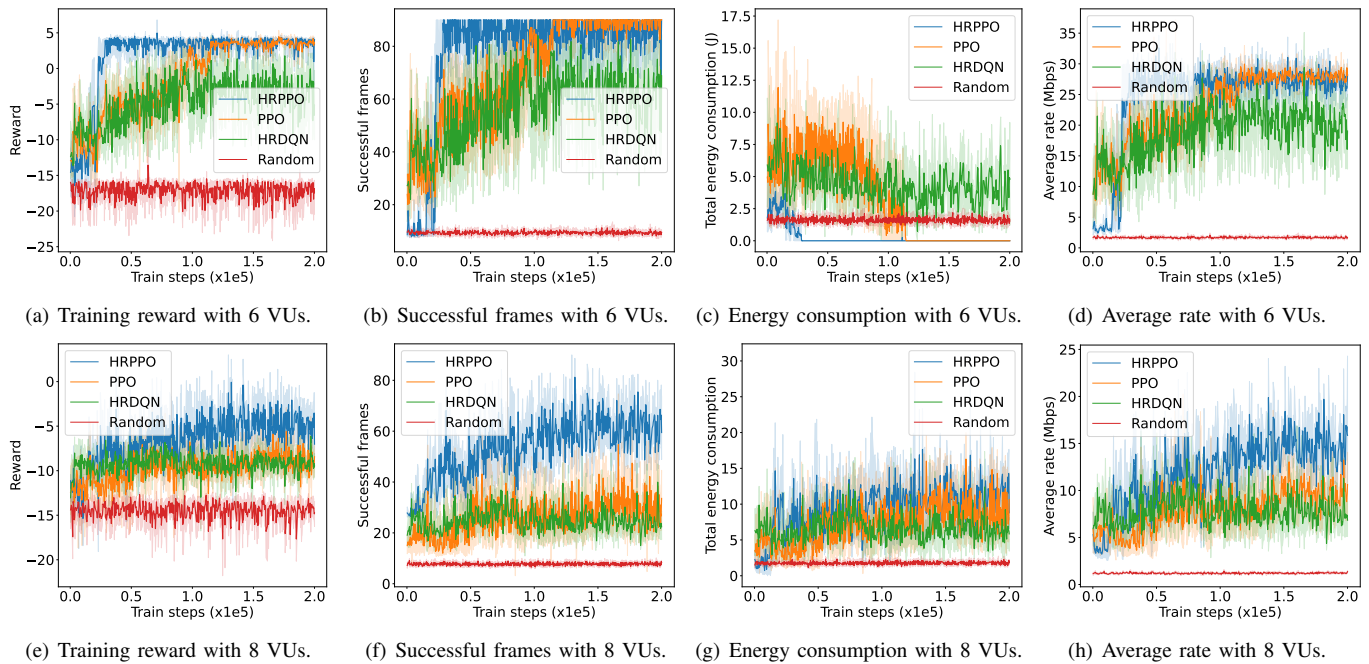 5
0
−5
−10
−15
−20
−25
Reward
HRPPO
PPO
HRDQN
Random
0.0 0.5 1.0 1.5 2.0
Train steps (x1e5)
(a) Training reward with 6 VUs.
80
60
40
20
Successful frames
HRPPO
PPO
HRDQN
Random
0.0 0.5 1.0 1.5 2.0
Train steps (x1e5)
(b) Successful frames with 6 VUs.
17.5
15.0
12.5
10.0
7.5
5.0
2.5
0.0
Total energy consumption (J)
HRPPO
PPO
HRDQN
Random
0.0 0.5 1.0 1.5 2.0
Train steps (x1e5)
(c) Energy consumption with 6 VUs.
35
30
25
20
15
10
5
0
Average rate (Mbps)
HRPPO
PPO
HRDQN
Random
0.0 0.5 1.0 1.5 2.0
Train steps (x1e5)
(d) Average rate with 6 VUs.
0
−5
−10
−15
−20
Reward
HRPPO
PPO
HRDQN
Random
0.0 0.5 1.0 1.5 2.0
Train steps (x1e5)
(e) Training reward with 8 VUs.
80
60
40
20
0
Successful frames
HRPPO
PPO
HRDQN
Random
0.0 0.5 1.0 1.5 2.0
Train steps (x1e5)
(f) Successful frames with 8 VUs.
30
25
20
15
10
5
0
Total energy consumption
HRPPO
PPO
HRDQN
Random
0.0 0.5 1.0 1.5 2.0
Train steps (x1e5)
(g) Energy consumption with 8 VUs.
25
20
15
10
5
0
Average rate (Mbps)
HRPPO
PPO
HRDQN
Random
0.0 0.5 1.0 1.5 2.0
Train steps (x1e5)
(h) Average rate with 8 VUs.